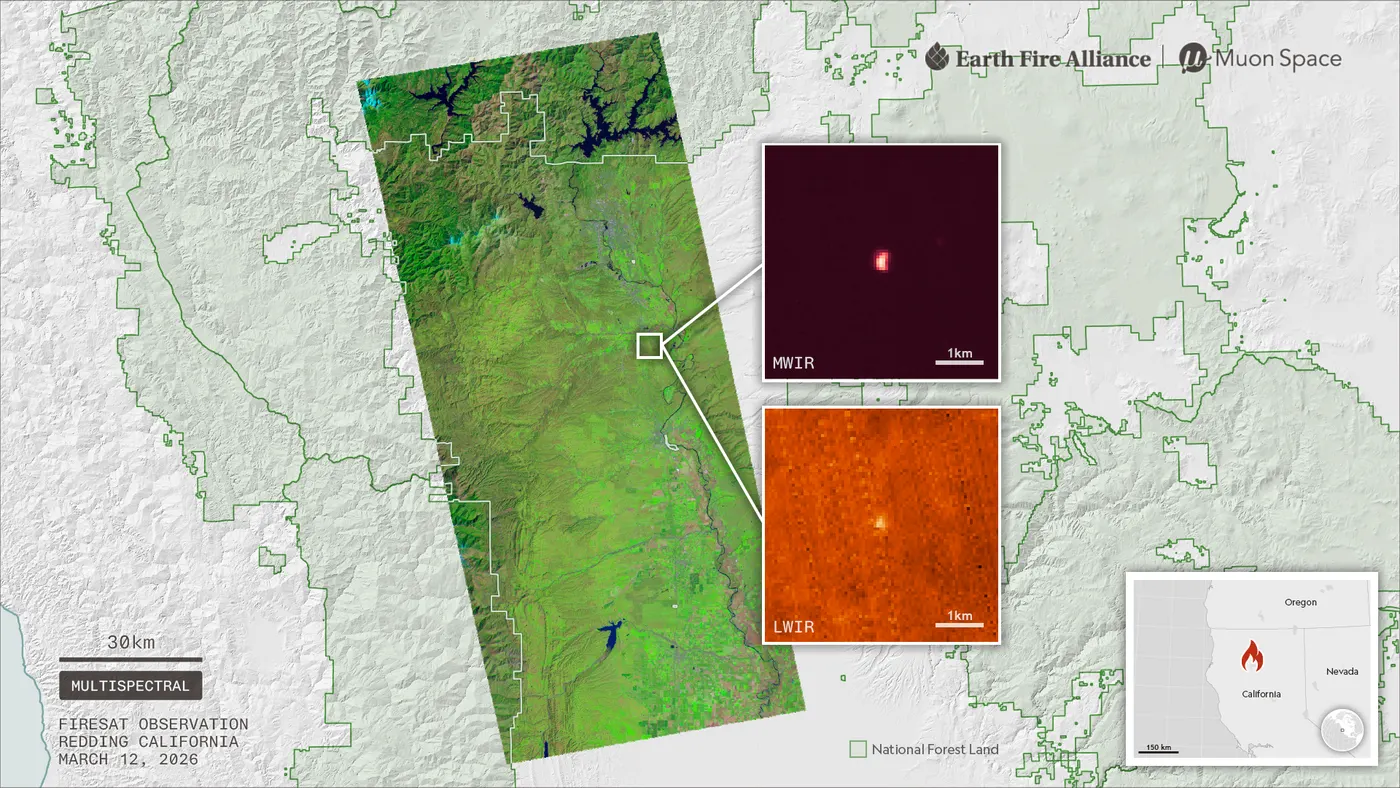 Earth Fire Alliance | Muon Space
MWIR
1km
LWIR
1km
30km
MULTISPECTRAL
FIRESAT OBSERVATION
REDDING CALIFORNIA
MARCH 12, 2026
National Forest Land
Oregon
Nevada
California
150 km